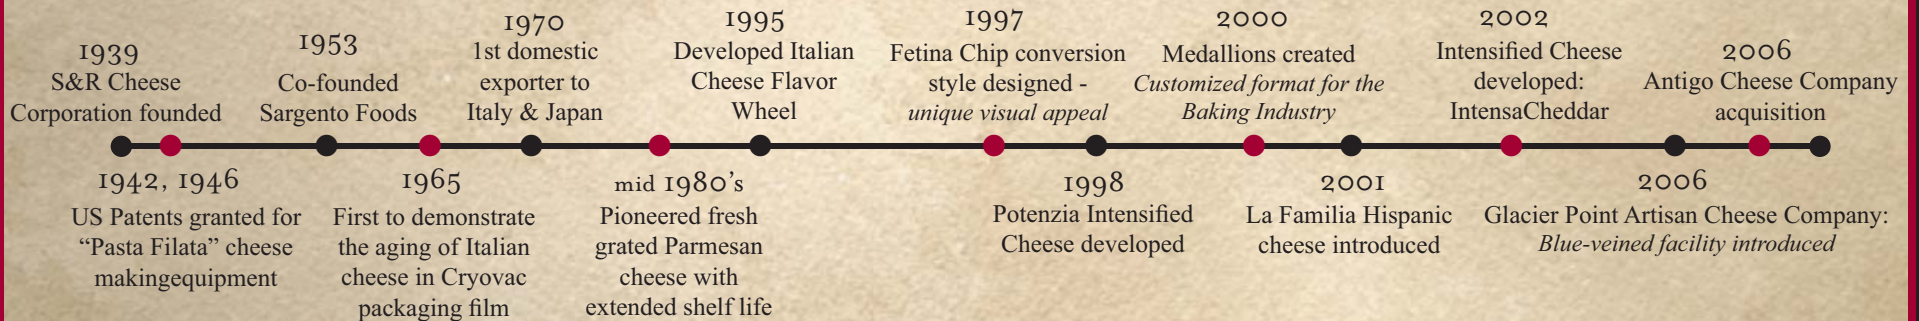 1939
S&R Cheese
Corporation founded
1942, 1946
US Patents granted for
“Pasta Filata” cheese
makingequipment
1953
Co-founded
Sargento Foods
1965
First to demonstrate
the aging of Italian
cheese in Cryovac
packaging film
1970
1st domestic
exporter to
Italy & Japan
mid 1980’s
Pioneered fresh
grated Parmesan
cheese with
extended shelf life
1995
Developed Italian
Cheese Flavor
Wheel
1997
Fetina Chip conversion
style designed -
unique visual appeal
1998
Potenzia Intensified
Cheese developed
2000
Medallions created
Customized format for the
Baking Industry
2001
La Familia Hispanic
cheese introduced
2002
Intensified Cheese
developed:
IntensaCheddar
2006
Glacier Point Artisan Cheese Company:
Blue-veined facility introduced
2006
Antigo Cheese Company
acquisition